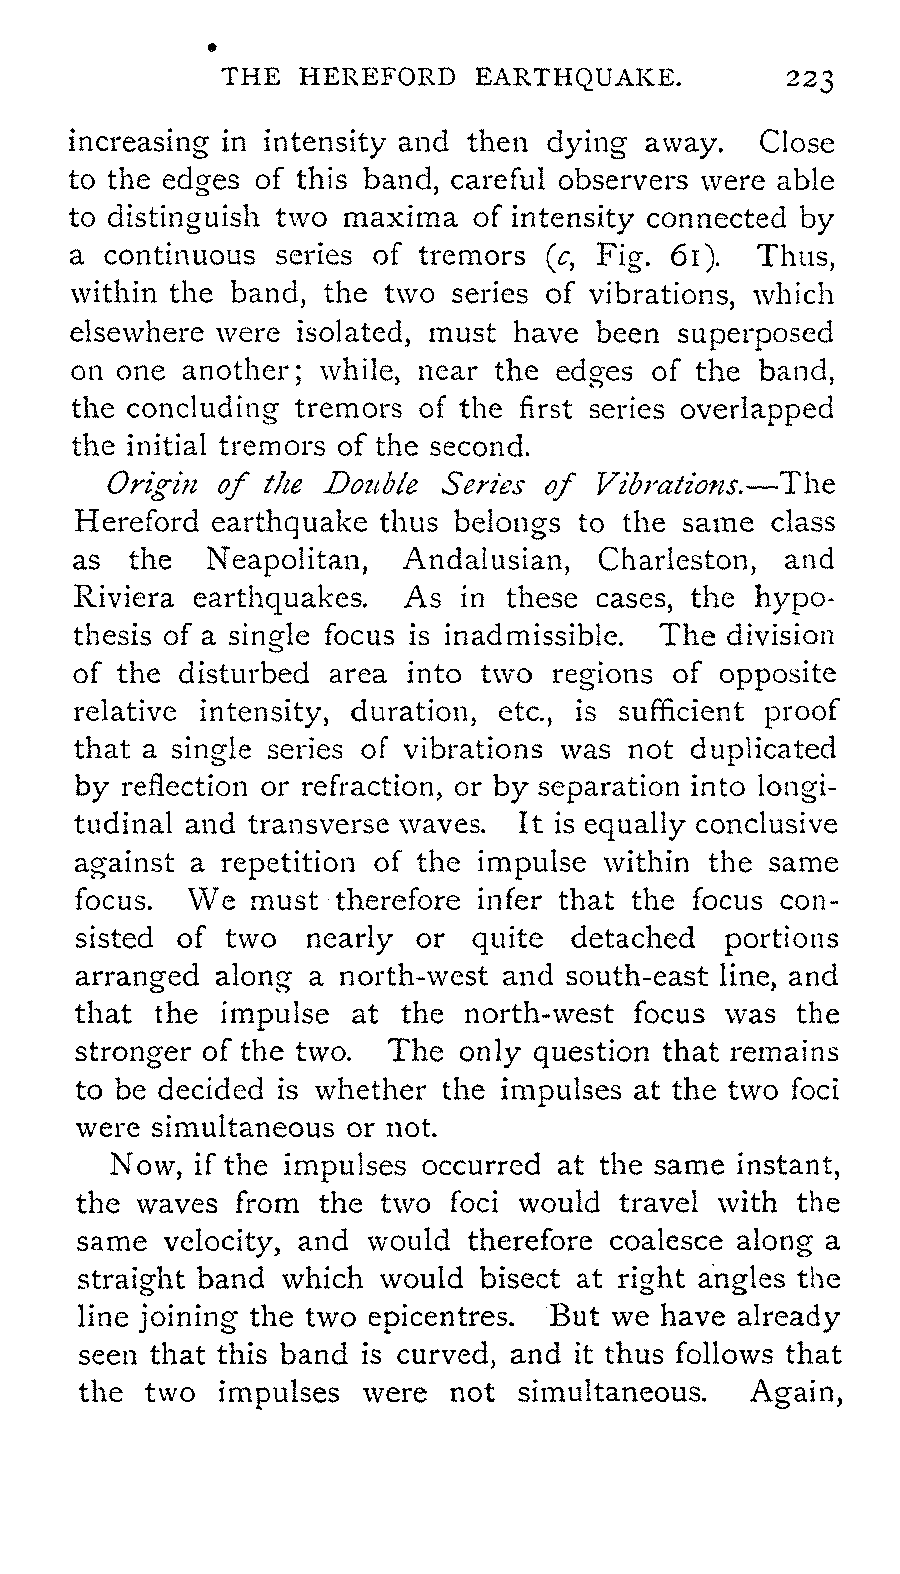 THE HEREFORD EARTHQUAKE. 223
increasing in intensity and then dying away. Close
to the edges of this band, careful observers were able
to distinguish two maxima of intensity connected by
a continuous series of tremors (c, Fig. 61). Thus,
within the band, the two series of vibrations, which
elsewhere were isolated, must have been superposed
on one another; while, near the edges of the band,
the concluding tremors of the first series overlapped
the initial tremors of the second.
Origin of the Double Series of Vibrations.—The
Hereford earthquake thus belongs to the same class
as the Neapolitan, Andalusian, Charleston, and
Riviera earthquakes. As in these cases, the hypo-
thesis of a single focus is inadmissible. The division
of the disturbed area into two regions of opposite
relative intensity, duration, etc., is sufficient proof
that a single series of vibrations was not duplicated
by reflection or refraction, or by separation into longi-
tudinal and transverse waves. It is equally conclusive
against a repetition of the impulse within the same
focus. We must therefore infer that the focus con-
sisted of two nearly or quite detached portions
arranged along a north-west and south-east line, and
that the impulse at the north-west focus was the
stronger of the two. The only question that remains
to be decided is whether the impulses at the two foci
were simultaneous or not.
Now, if the impulses occurred at the same instant,
the waves from the two foci would travel with the
same velocity, and would therefore coalesce along a
straight band which would bisect at right angles the
line joining the two epicentres. But we have already
seen that this band is curved, and it thus follows that
the two impulses were not simultaneous. Again,